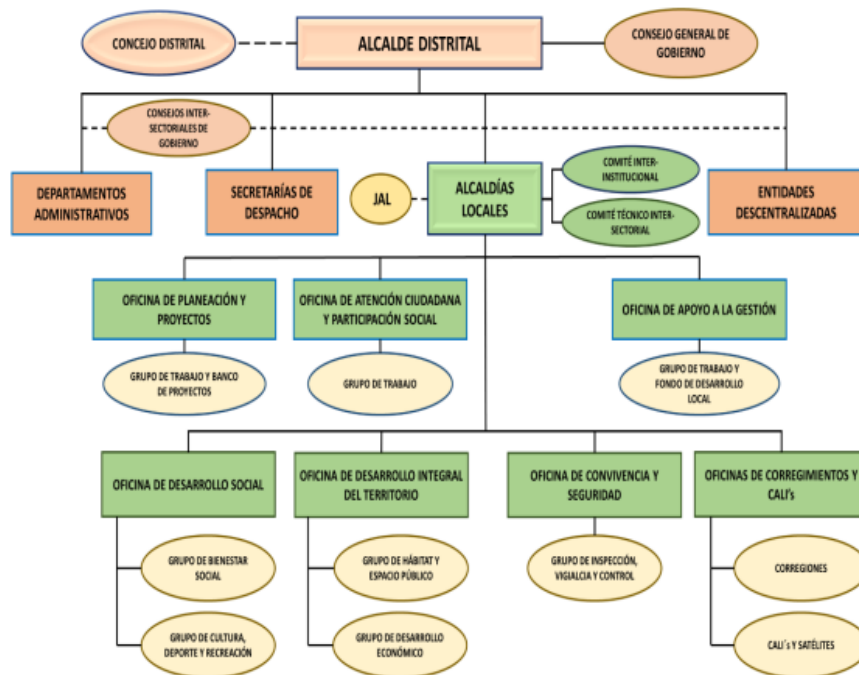 CONCEJO DISTRITAL
ALCALDE DISTRITAL
CONSEJO GENERAL DE
GOBIERNO
CONSEJOS INTER-
SECTORIALES DE
GOBIERNO
DEPARTAMENTOS
ADMINISTRATIVOS
SECRETARÍAS DE
DESPACHO
JAL
ALCALDÍAS
LOCALES
COMITÉ INTER-
INSTITUCIONAL
COMITÉ TÉCNICO INTER-
SECTORIAL
ENTIDADES
DESCENTRALIZADAS
OFICINA DE PLANEACIÓN Y
PROYECTOS
OFICINA DE ATENCIÓN CIUDADANA
Y PARTICIPACIÓN SOCIAL
OFICINA DE APOYO A LA GESTIÓN
GRUPO DE TRABAJO Y BANCO
DE PROYECTOS
GRUPO DE TRABAJO
GRUPO DE TRABAJO Y
FONDO DE DESARROLLO
LOCAL
OFICINA DE DESARROLLO SOCIAL
OFICINA DE DESARROLLO INTEGRAL
DEL TERRITORIO
OFICINA DE CONVIVENCIA Y
SEGURIDAD
OFICINAS DE CORREGIMIENTOS Y
CALI's
GRUPO DE BIENESTAR
SOCIAL
GRUPO DE HÁBITAT Y
ESPACIO PÚBLICO
GRUPO DE INSPECCIÓN,
VIGIALCIA Y CONTROL
CORREGIONES
GRUPO DE CULTURA,
DEPORTE Y RECREACIÓN
GRUPO DE DESARROLLO
ECONÓMICO
CALI´s Y SATÉLITES